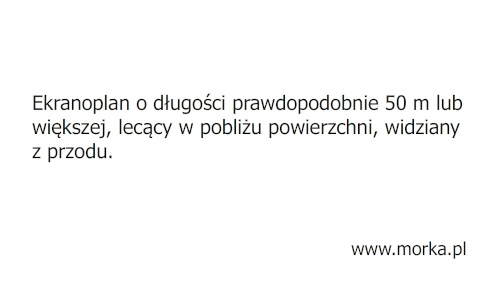 Ekranoplan o długości prawdopodobnie 50 m lub
większej, lecący w pobliżu powierzchni, widziany
z przodu.
www.morka.pl